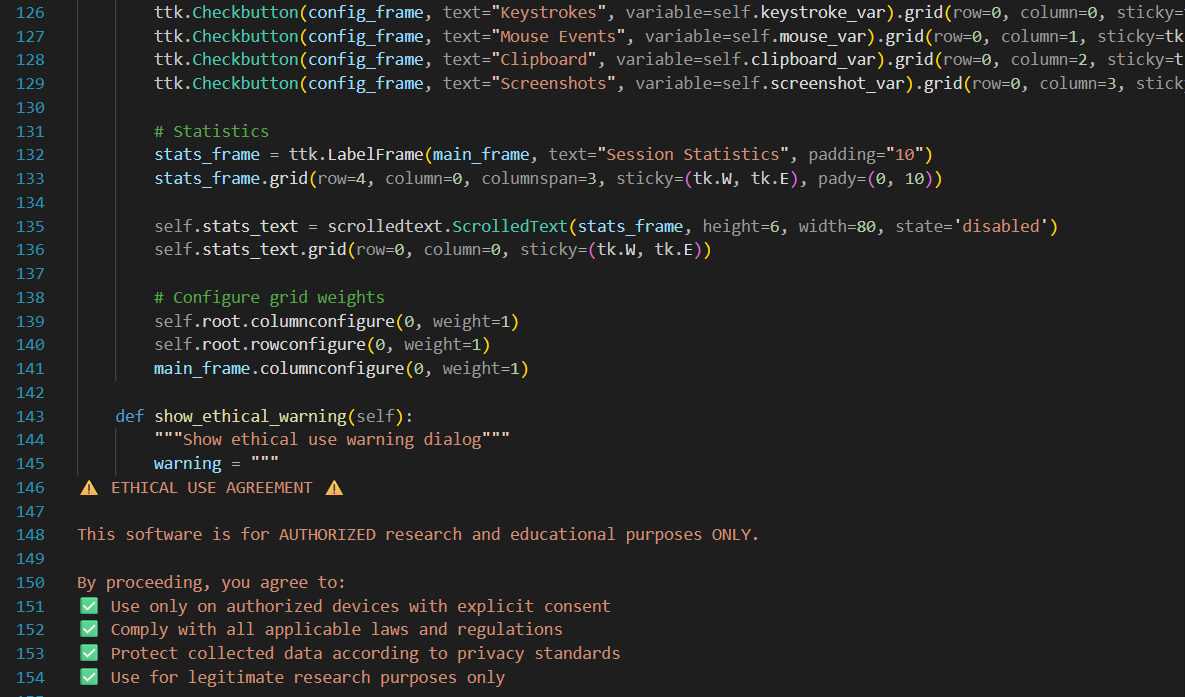 126 ttk.Checkbutton(config_frame, text="Keystrokes", variable=self.keystroke_var).grid(row=0, column=0, sticky=
127 ttk.Checkbutton(config_frame, text="Mouse Events", variable=self.mouse_var).grid(row=0, column=1, sticky=tk
128 ttk.Checkbutton(config_frame, text="Clipboard", variable=self.clipboard_var).grid(row=0, column=2, sticky=t
129 ttk.Checkbutton(config_frame, text="Screenshots", variable=self.screenshot_var).grid(row=0, column=3, stick
130
131 # Statistics
132 stats_frame = ttk.LabelFrame(main_frame, text="Session Statistics", padding="10")
133 stats_frame.grid(row=4, column=0, columnspan=3, sticky=(tk.W, tk.E), pady=(0, 10))
134
135 self.stats_text = scrolledtext.ScrolledText(stats_frame, height=6, width=80, state='disabled')
136 self.stats_text.grid(row=0, column=0, sticky=(tk.W, tk.E))
137
138 # Configure grid weights
139 self.root.columnconfigure(0, weight=1)
140 self.root.rowconfigure(0, weight=1)
141 main_frame.columnconfigure(0, weight=1)
142
143 def show_ethical_warning(self):
144 """Show ethical use warning dialog"""
145 warning = """
146 ⚠️ ETHICAL USE AGREEMENT ⚠️
147
148 This software is for AUTHORIZED research and educational purposes ONLY.
149
150 By proceeding, you agree to:
151 ✅ Use only on authorized devices with explicit consent
152 ✅ Comply with all applicable laws and regulations
153 ✅ Protect collected data according to privacy standards
154 ✅ Use for legitimate research purposes only